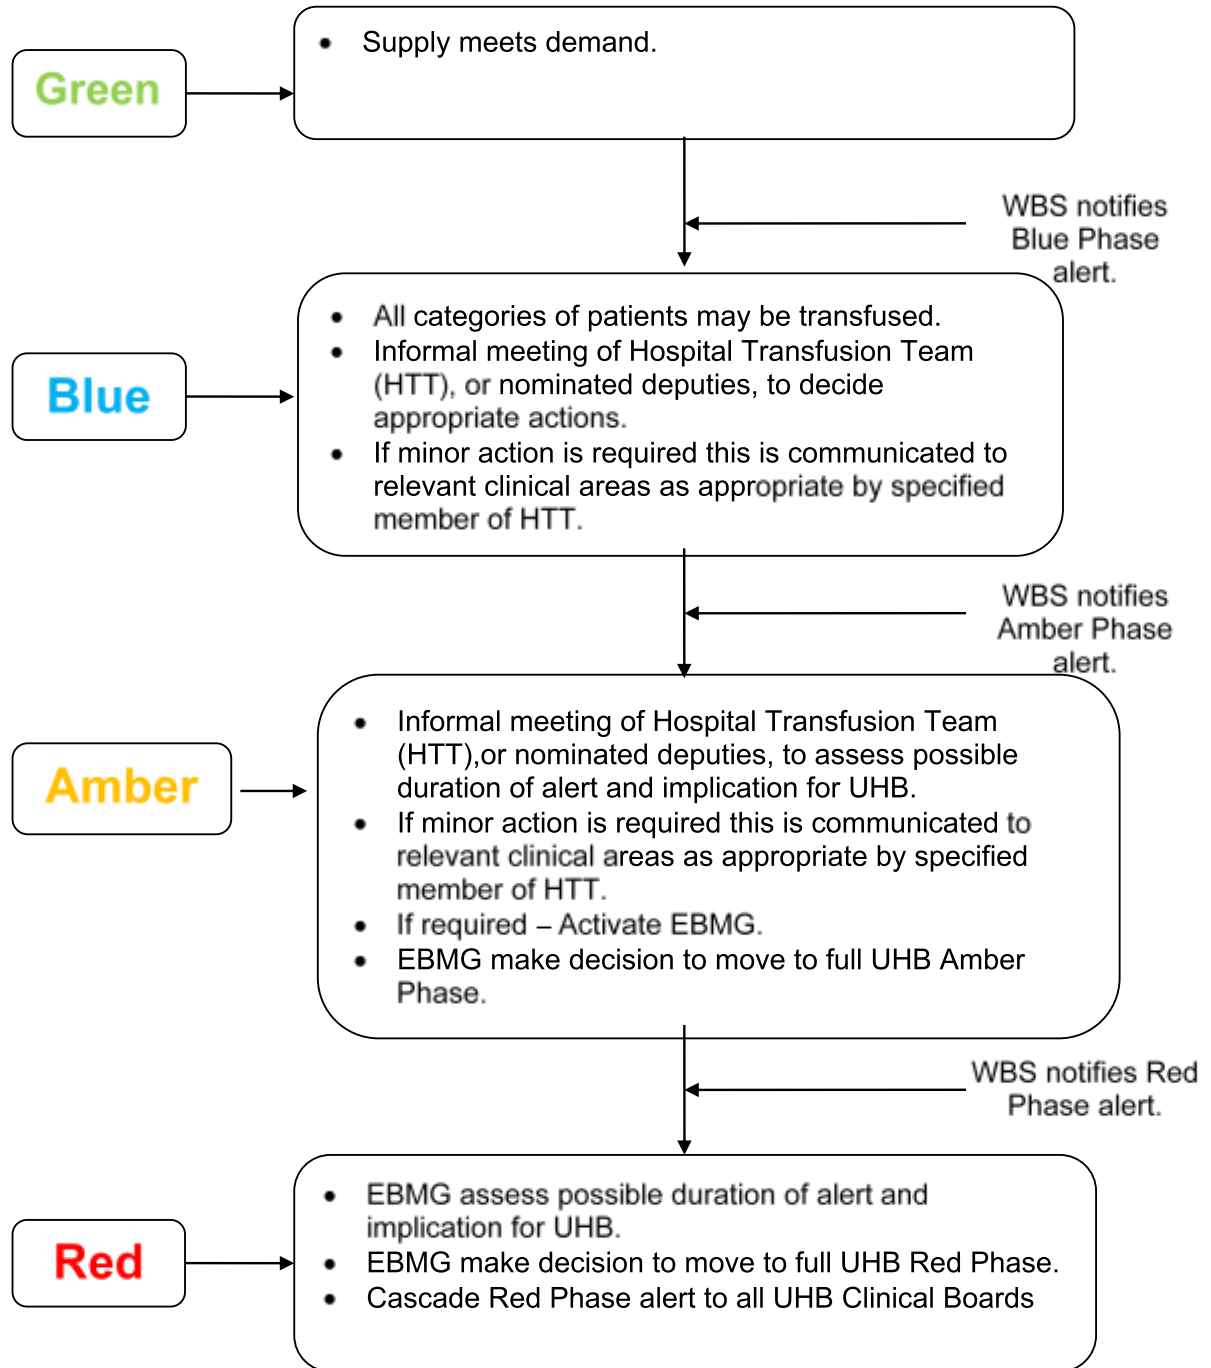 Supply meets demand.
Green
WBS notifies
Blue Phase
alert.
• All categories of patients may be transfused.
• Informal meeting of Hospital Transfusion Team
(HTT), or nominated deputies, to decide
appropriate actions.
• If minor action is required this is communicated to
relevant clinical areas as appropriate by specified
member of HTT.
Blue
WBS notifies
Amber Phase
alert.
• Informal meeting of Hospital Transfusion Team
(HTT),or nominated deputies, to assess possible
duration of alert and implication for UHB.
• If minor action is required this is communicated to
relevant clinical areas as appropriate by specified
member of HTT.
• If required – Activate EBMG.
• EBMG make decision to move to full UHB Amber
Phase.
Amber
WBS notifies Red
Phase alert.
• EBMG assess possible duration of alert and
implication for UHB.
• EBMG make decision to move to full UHB Red Phase.
• Cascade Red Phase alert to all UHB Clinical Boards
Red